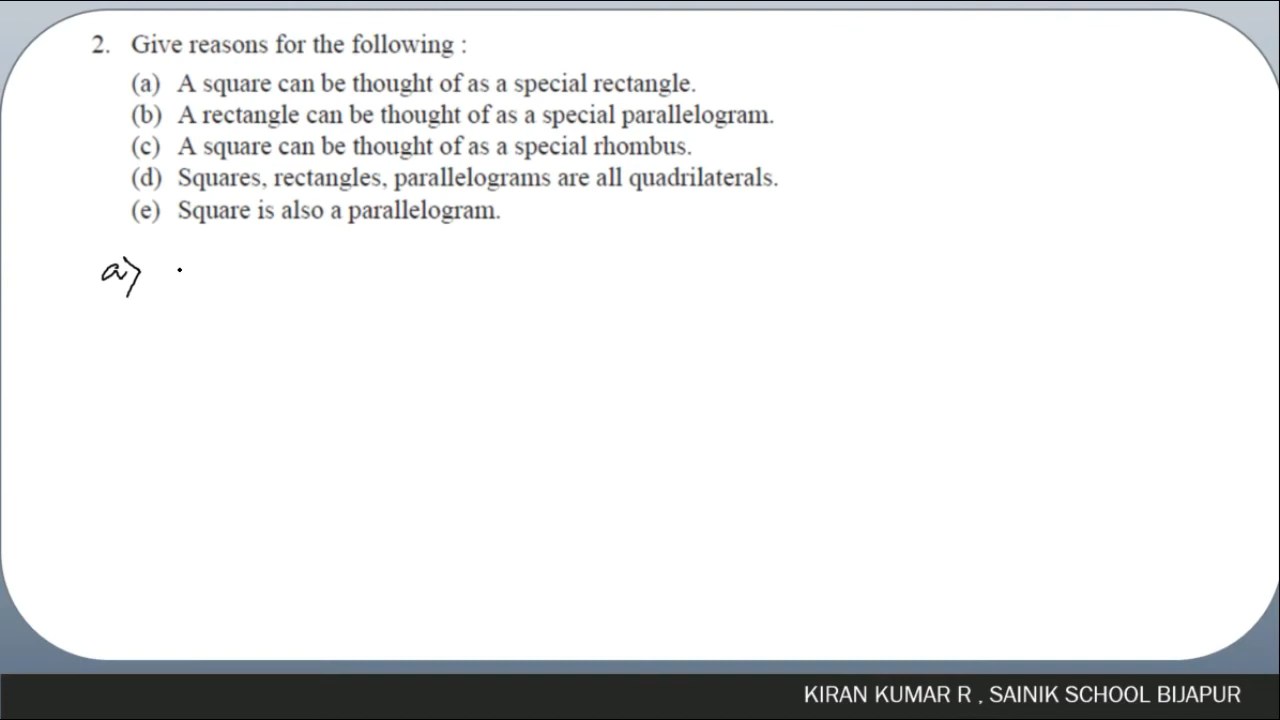 2. Give reasons for the following :
(a) A square can be thought of as a special rectangle.
(b) A rectangle can be thought of as a special parallelogram.
(c) A square can be thought of as a special rhombus.
(d) Squares, rectangles, parallelograms are all quadrilaterals.
(e) Square is also a parallelogram.
a)
KIRAN KUMAR R , SAINIK SCHOOL BIJAPUR